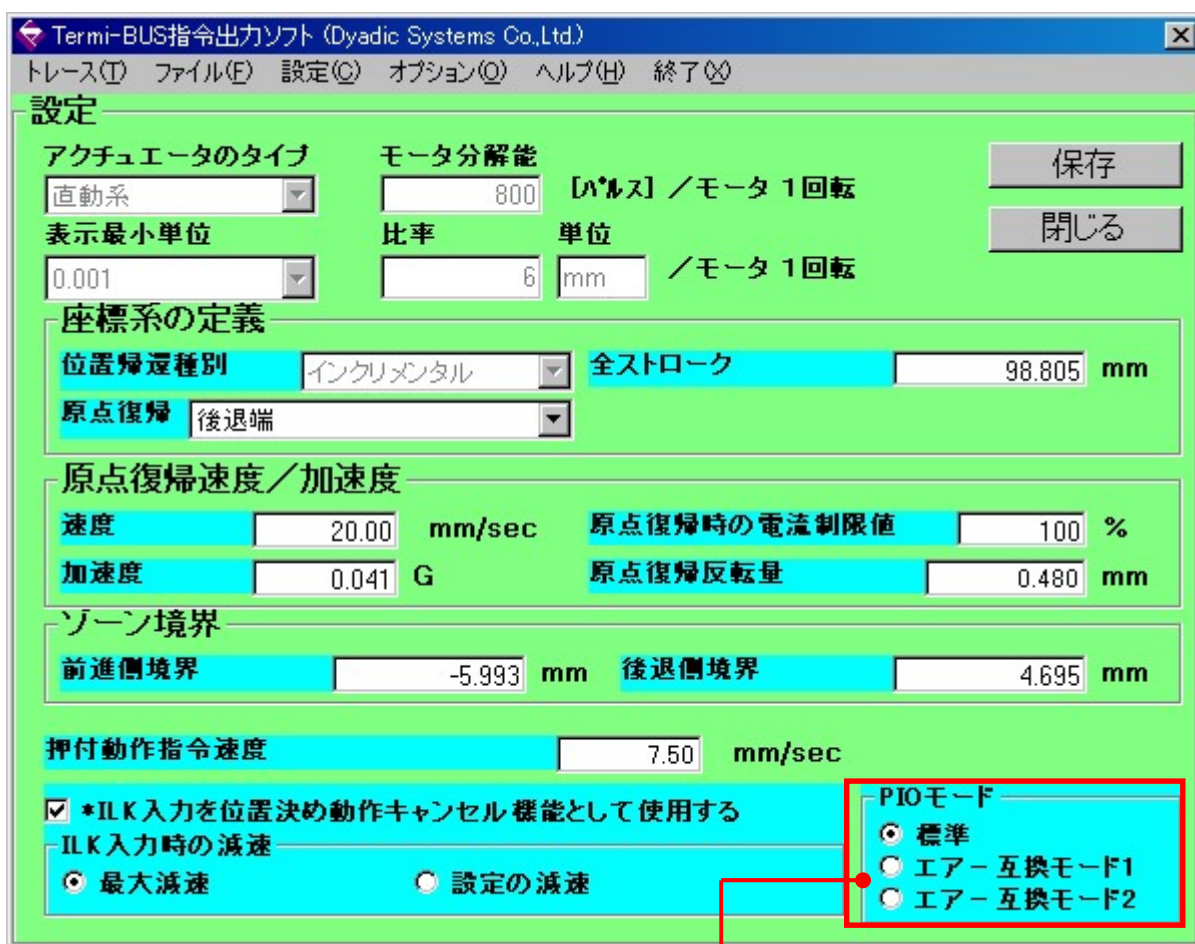 Termi-BUS指令出力ソフト (Dyadic Systems Co.,Ltd.)
トレース(T) ファイル(F) 設定(C) オプション(O) ヘルプ(H) 終了(X)
設定
アクチュエータのタイプ モータ分解能
保存
直動系 800 [パルス] /モータ 1回転
表示最小単位 比率 単位
閉じる
0.001 6 mm /モータ 1回転
座標系の定義
位置帰還種別 インクリメンタル 全ストローク 98.805 mm
原点復帰 後退端
原点復帰速度/加速度
速度 20.00 mm/sec 原点復帰時の電流制限値 100 %
加速度 0.041 G 原点復帰反転量 0.480 mm
ゾーン境界
前進側境界 -5.993 mm 後退側境界 4.695 mm
押付動作指令速度 7.50 mm/sec
*ILK入力を位置決め動作キャンセル機能として使用する
ILK入力時の減速
最大減速 設定の減速
PIOモード
標準
エアー互換モード1
エアー互換モード2